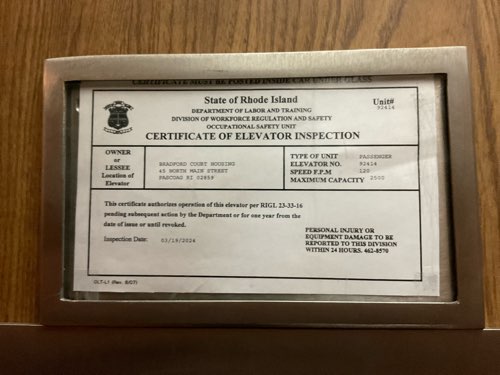 CERTIFICATE MUST BE POSTED INSIDE CAR UNDER GLASS
State of Rhode Island
Unit#
92414
DEPARTMENT OF LABOR AND TRAINING
DIVISION OF WORKFORCE REGULATION AND SAFETY
OCCUPATIONAL SAFETY UNIT
CERTIFICATE OF ELEVATOR INSPECTION
OWNER
or
LESSEE
Location of
Elevator
BRADFORD COURT HOUSING
45 NORTH MAIN STREET
PASCOAG RI 02859
TYPE OF UNIT PASSENGER
ELEVATOR NO. 92414
SPEED F.P.M 120
MAXIMUM CAPACITY 2500
This certificate authorizes operation of this elevator per RIGL 23-33-16
pending subsequent action by the Department or for one year from the
date of issue or until revoked.
Inspection Date: 03/19/2024
PERSONAL INJURY OR
EQUIPMENT DAMAGE TO BE
REPORTED TO THIS DIVISION
WITHIN 24 HOURS. 462-8570
DLT-L1 (Rev. 8/07)